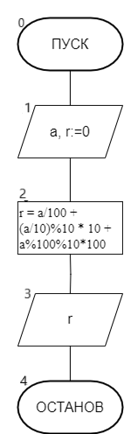 0
ПУСК
1
a, r:=0
2
r = a/100 +
(a/10)%10 * 10 +
a%100%10*100
3
r
4
ОСТАНОВ